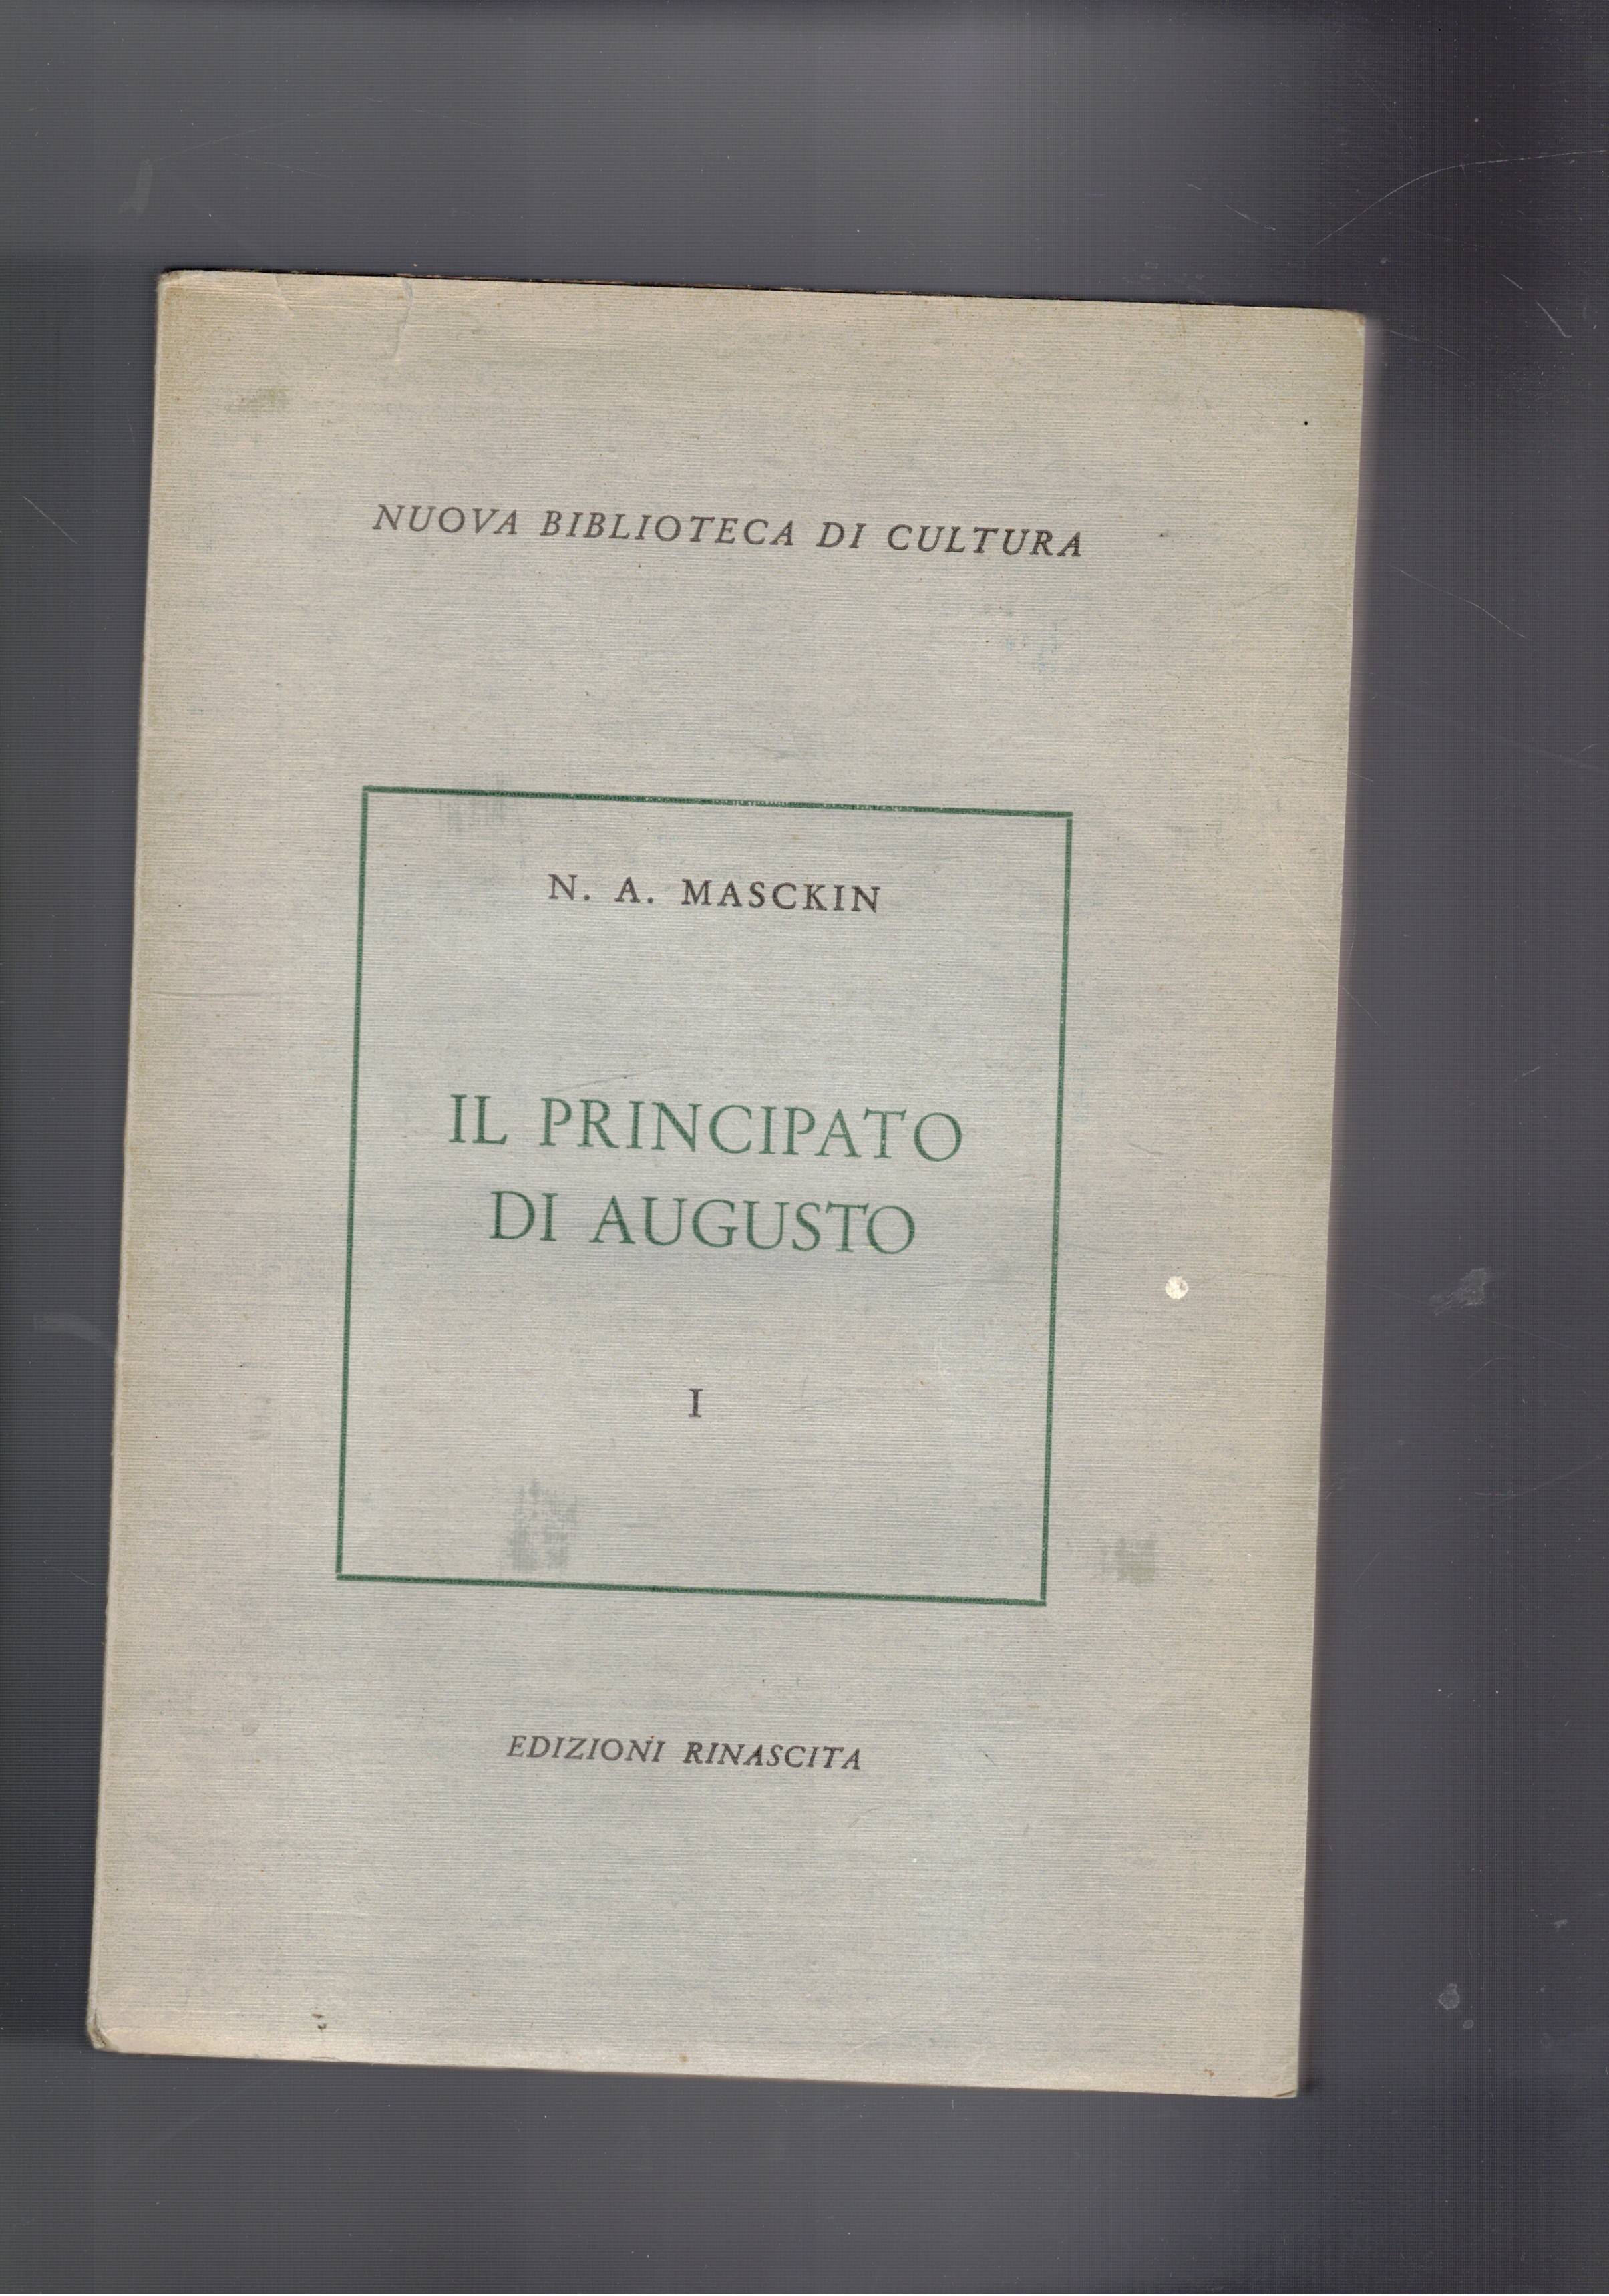 NUOVA BIBLIOTECA DI CULTURA
N. A. MASCKIN
IL PRINCIPATO
DI AUGUSTO
I
EDIZIONI RINASCITA